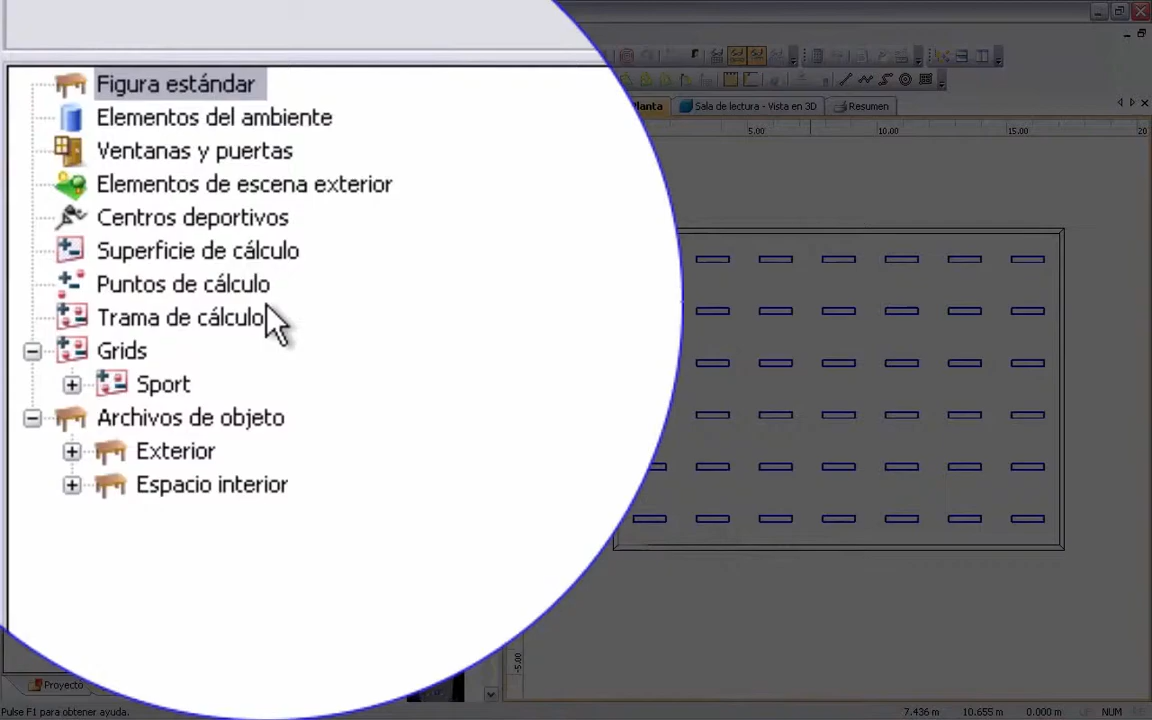 Figura estándar
Elementos del ambiente
Ventanas y puertas
Elementos de escena exterior
Centros deportivos
Superficie de cálculo
Puntos de cálculo
Trama de cálculo
Grids
Sport
Archivos de objeto
Exterior
Espacio interior
Planta
Sala de lectura - Vista en 3D
Resumen
5.00
10.00
15.00
20
-5.00
Proyecto
Pulse F1 para obtener ayuda.
7.436 m
10.655 m
0.000 m
NUM